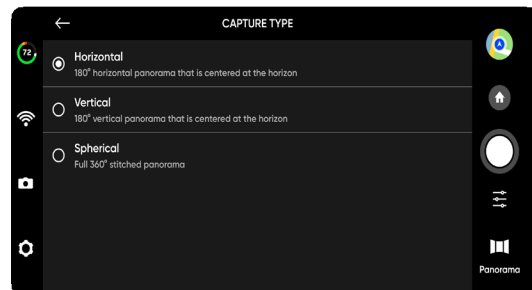 CAPTURE TYPE
72
Horizontal
180° horizontal panorama that is centered at the horizon
Vertical
180° vertical panorama that is centered at the horizon
Spherical
Full 360° stitched panorama
Panorama